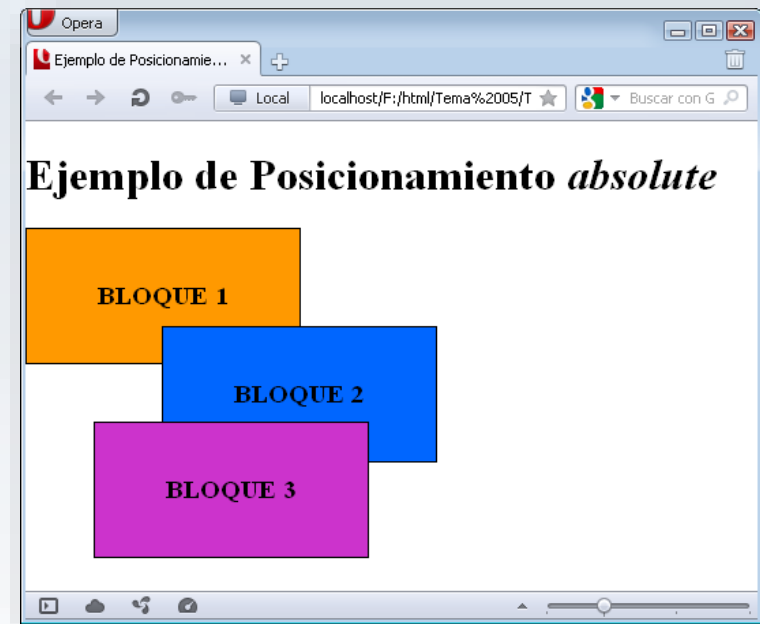 Opera
Ejemplo de Posicionamie...
Local localhost/F:/html/Tema%2005/T Buscar con G
Ejemplo de Posicionamiento absolute
BLOQUE 1
BLOQUE 2
BLOQUE 3